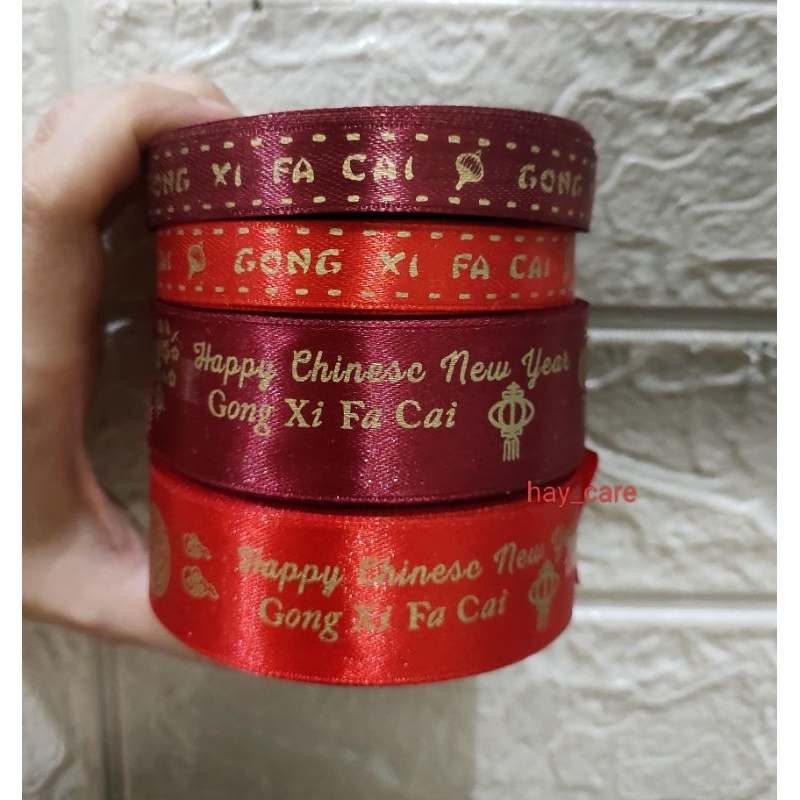 GONG XI FA CAI GONG
GONG XI FA CAI
Happy Chinese New Year
Gong Xi Fa Cai
hay_care
Happy Chinese New
Gong Xi Fa Cai